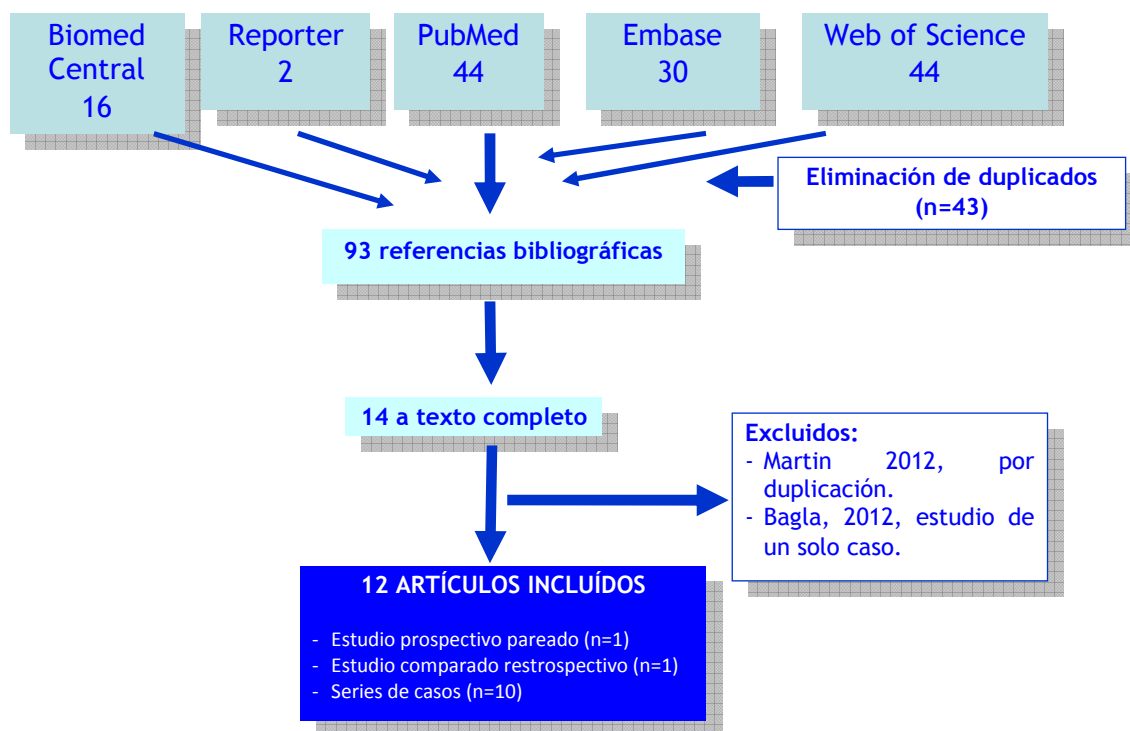 Biomed
Central
16
Reporter
2
PubMed
44
Embase
30
Web of Science
44
Eliminación de duplicados
(n=43)
93 referencias bibliográficas
14 a texto completo
Excluidos:
- Martin 2012, por
duplicación.
- Bagla, 2012, estudio de
un solo caso.
12 ARTÍCULOS INCLUÍDOS
- Estudio prospectivo pareado (n=1)
- Estudio comparado restrospectivo (n=1)
- Series de casos (n=10)